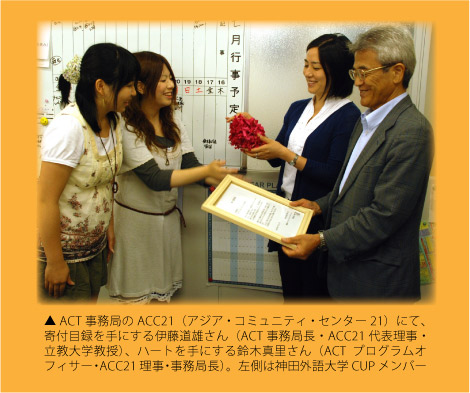 月行事予定
20 19 18 17 16
日 土 金 木
▲ ACT 事務局の ACC21（アジア・コミュニティ・センター 21）にて、
寄付目録を手にする伊藤道雄さん（ACT 事務局長・ACC21 代表理事・
立教大学教授）、ハートを手にする鈴木真里さん（ACT プログラムオ
フィサー・ACC21 理事・事務局長）。左側は神田外語大学 CUP メンバー